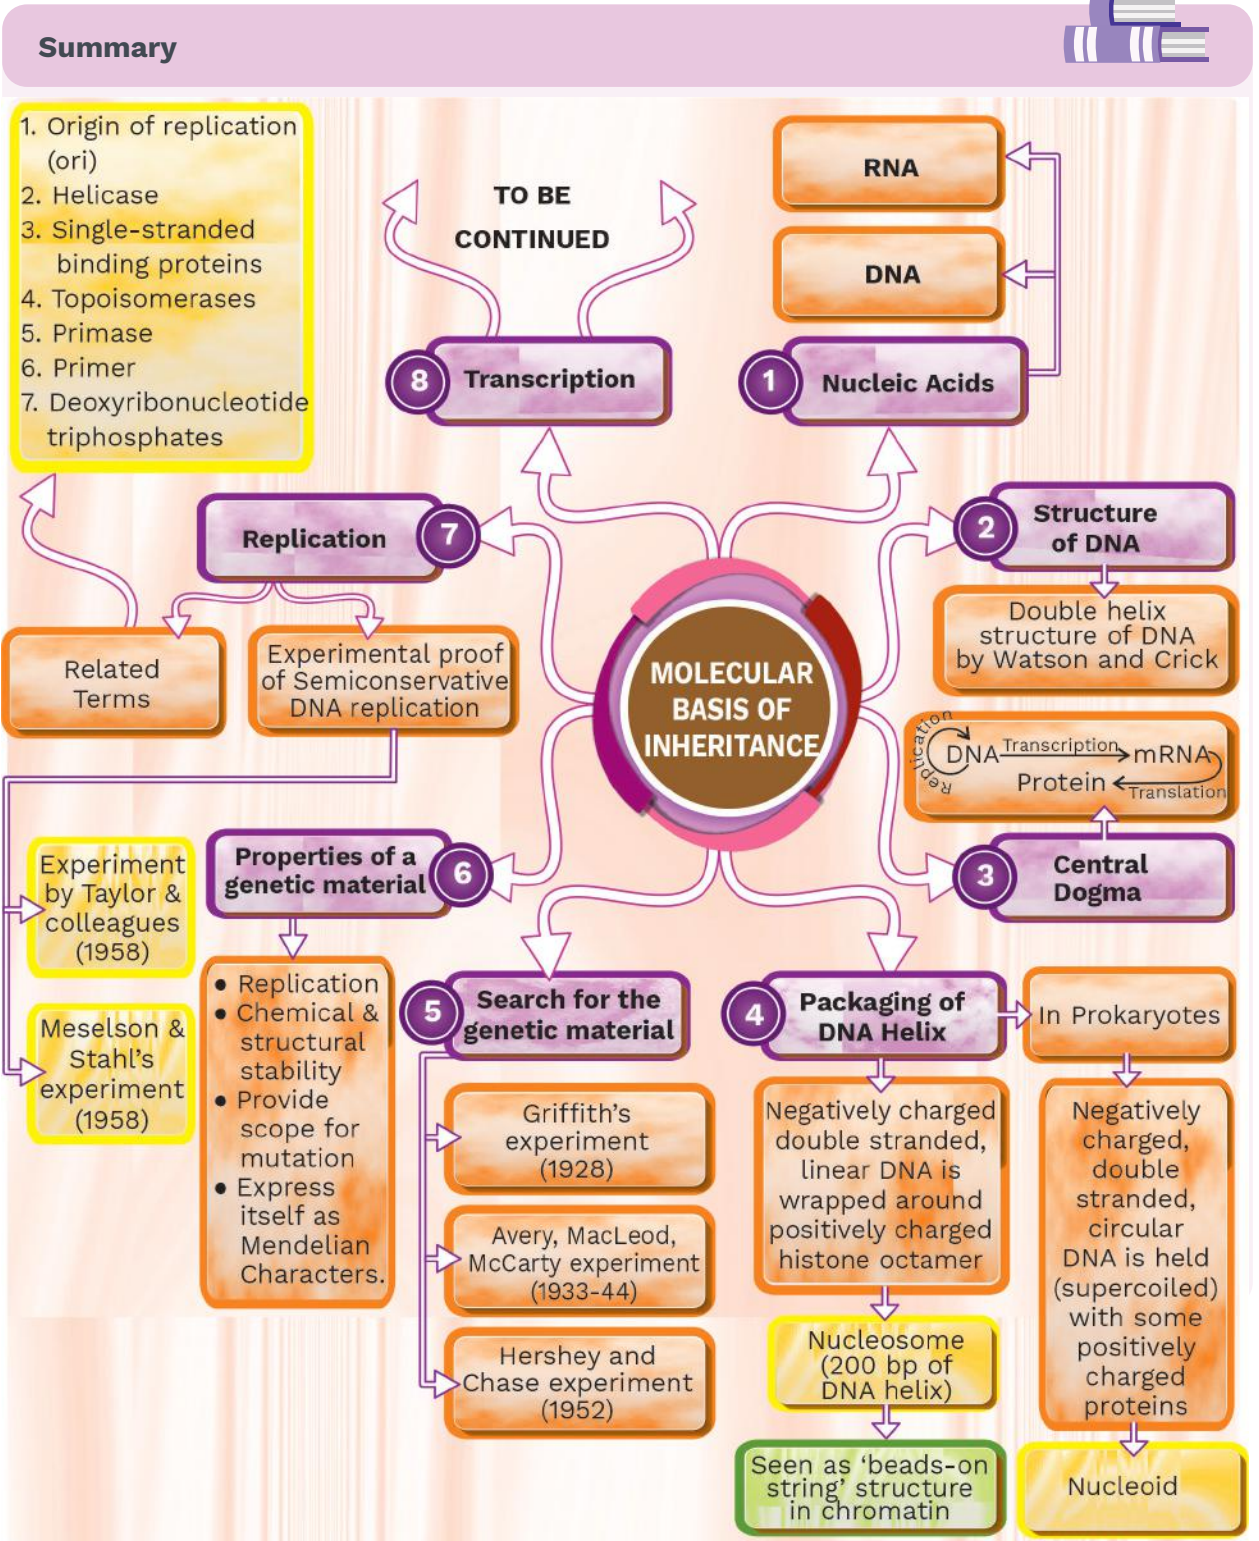 Summary
1. Origin of replication
(ori)
2. Helicase
3. Single-stranded
binding proteins
4. Topoisomerases
5. Primase
6. Primer
7. Deoxyribonucleotide
triphosphates
TO BE
CONTINUED
RNA
DNA
8 Transcription
1 Nucleic Acids
Replication 7
2 Structure
of DNA
Double helix
structure of DNA
by Watson and Crick
Related
Terms
Experimental proof
of Semiconservative
DNA replication
MOLECULAR
BASIS OF
INHERITANCE
Replication
DNA Transcription mRNA
Protein Translation
3 Central
Dogma
Experiment
by Taylor &
colleagues
(1958)
Meselson &
Stahl's
experiment
(1958)
Properties of a
genetic material 6
● Replication
● Chemical &
structural
stability
● Provide
scope for
mutation
● Express
itself as
Mendelian
Characters.
5 Search for the
genetic material
Griffith's
experiment
(1928)
Avery, MacLeod,
McCarty experiment
(1933-44)
Hershey and
Chase experiment
(1952)
4 Packaging of
DNA Helix
Negatively charged
double stranded,
linear DNA is
wrapped around
positively charged
histone octamer
Nucleosome
(200 bp of
DNA helix)
Seen as ‘beads-on
string’ structure
in chromatin
In Prokaryotes
Negatively
charged,
double
stranded,
circular
DNA is held
(supercoiled)
with some
positively
charged
proteins
Nucleoid